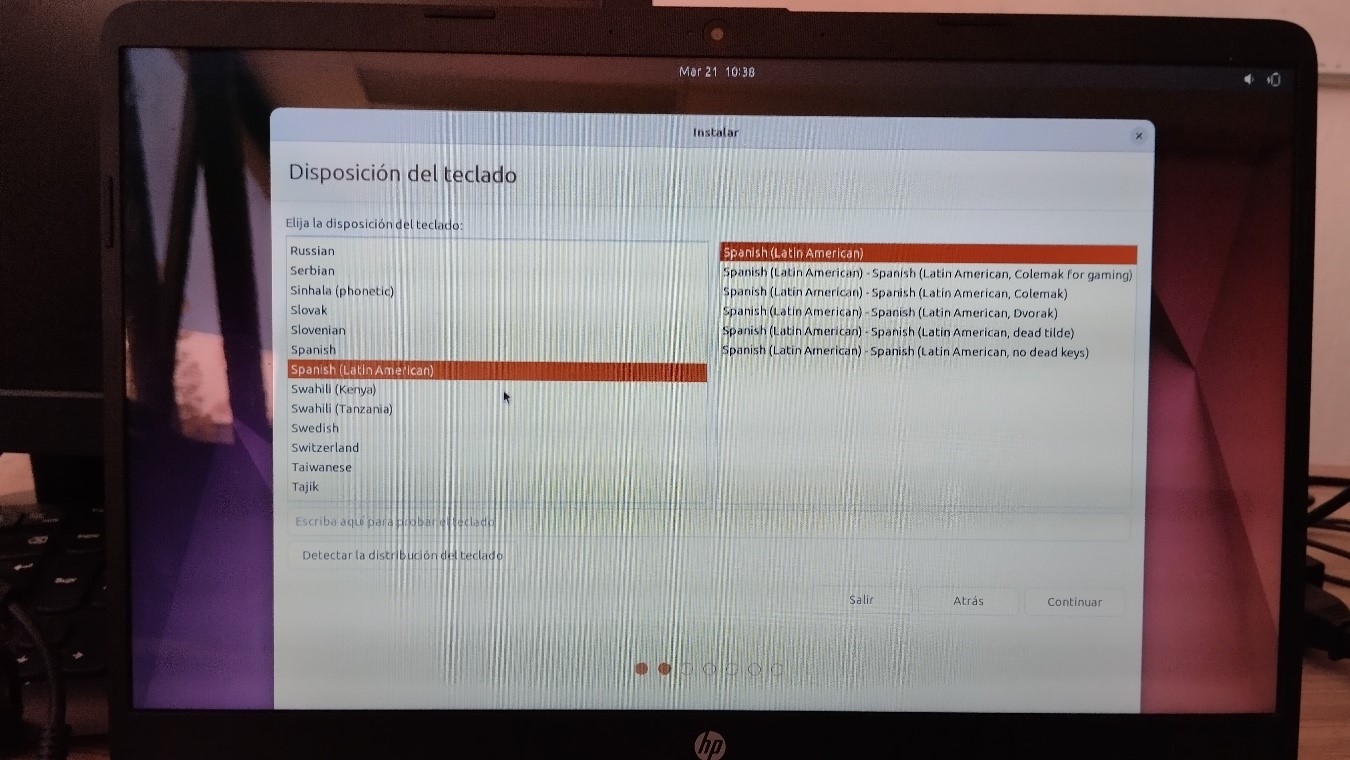 Mar 21 10:38
Instalar
Disposición del teclado
Elija la disposición del teclado:
Russian
Serbian
Sinhala (phonetic)
Slovak
Slovenian
Spanish
Spanish (Latin American)
Swahili (Kenya)
Swahili (Tanzania)
Swedish
Switzerland
Taiwanese
Tajik
Spanish (Latin American)
Spanish (Latin American) - Spanish (Latin American, Colemak for gaming)
Spanish (Latin American) - Spanish (Latin American, Colemak)
Spanish (Latin American) - Spanish (Latin American, Dvorak)
Spanish (Latin American) - Spanish (Latin American, dead tilde)
Spanish (Latin American) - Spanish (Latin American, no dead keys)
Escriba aquí para probar el teclado
Detectar la distribución del teclado
Salir
Atrás
Continuar
hp